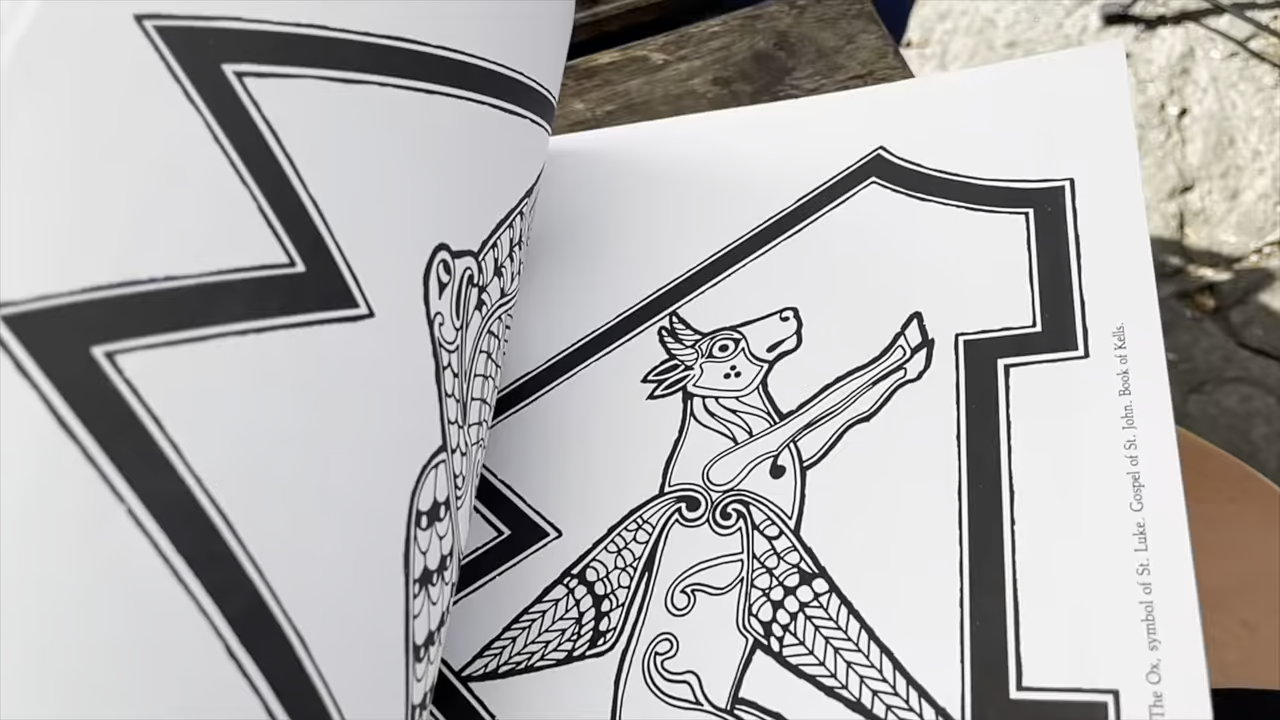 The Ox, symbol of St. Luke. Gospel of St. John. Book of Kells.